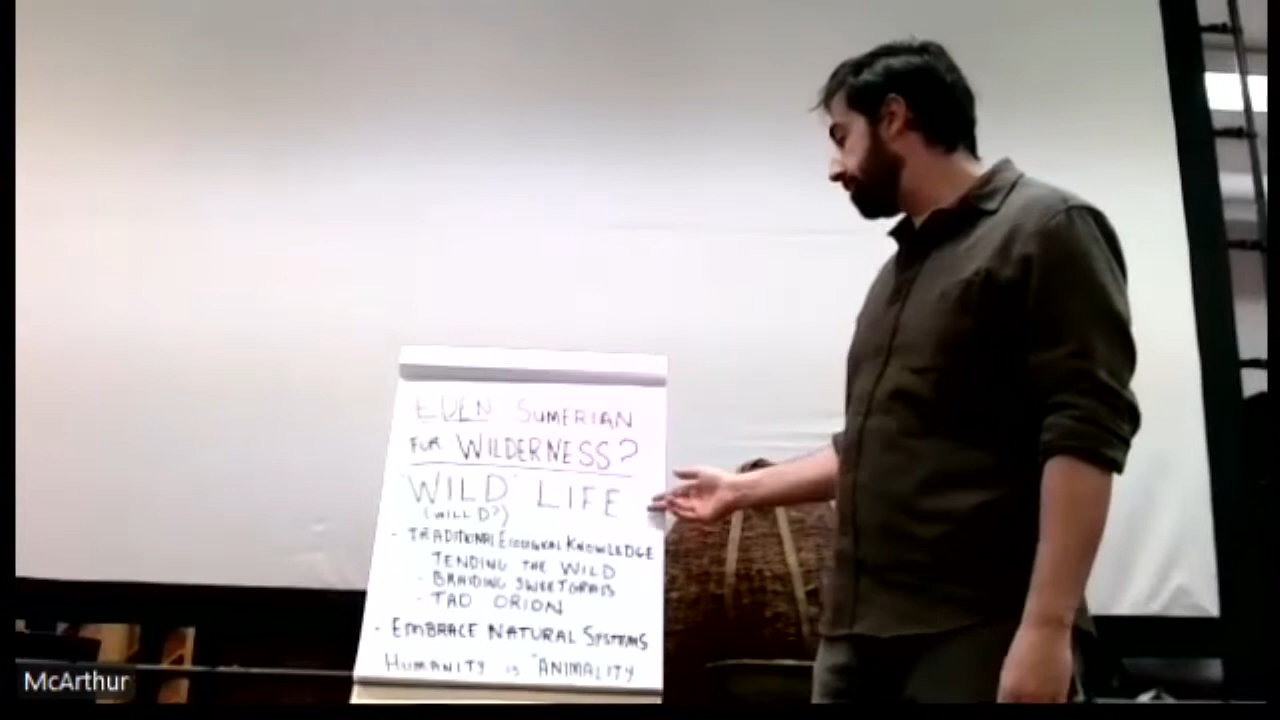 EDEN SUMERIAN
FOR WILDERNESS?
WILD LIFE
(WILL'D?)
- TRADITIONAL ECOLOGICAL KNOWLEDGE
TENDING THE WILD
- BRAIDING SWEETGRASS
- TAO ORION
- EMBRACE NATURAL SYSTEMS
HUMANITY IS "ANIMALITY
McArthur